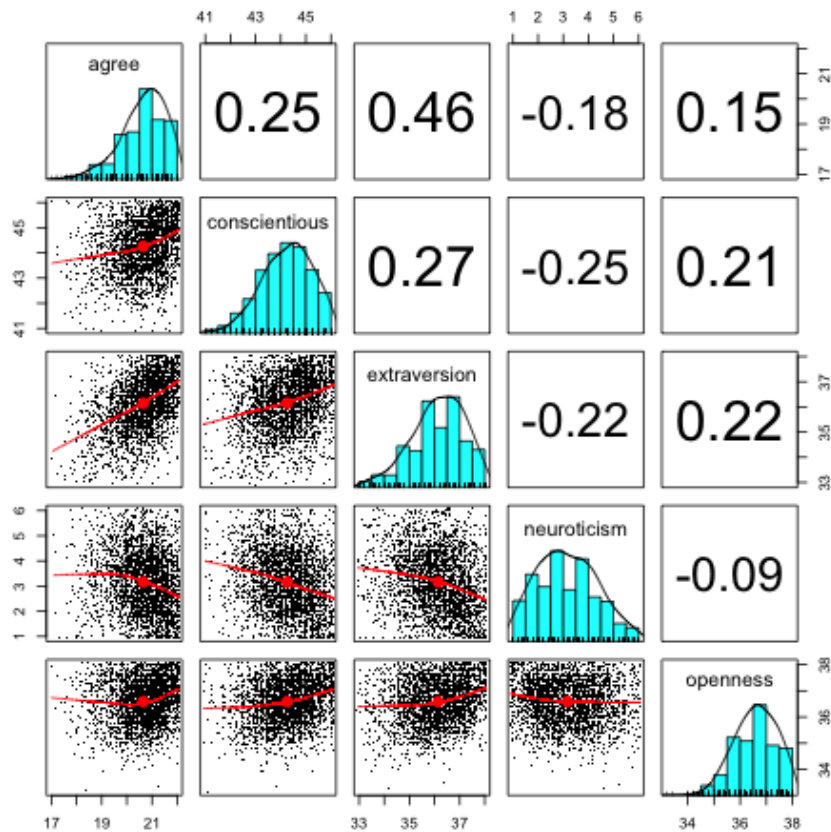 41 43 45 1 2 3 4 5 6
agree
0.25 0.46 -0.18 0.15
17 19 21
conscientious
0.27 -0.25 0.21
41 43 45
extraversion
-0.22 0.22
33 35 37
neuroticism
-0.09
1 2 3 4 5 6
openness
34 36 38
17 19 21 33 35 37 34 36 38